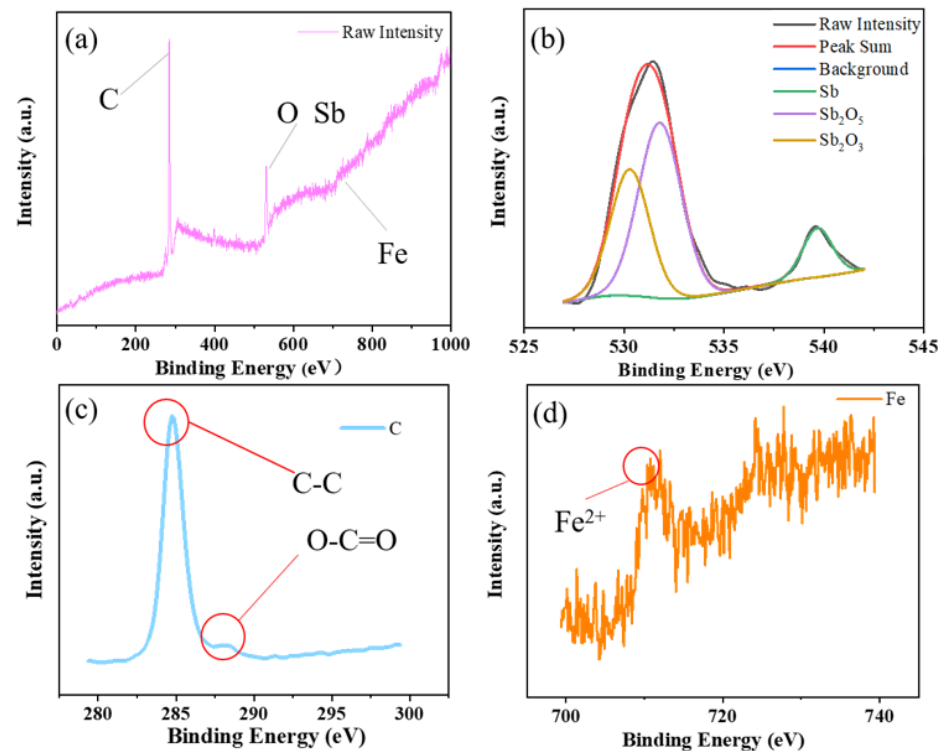 (a)
Raw Intensity
C
O Sb
Fe
Intensity (a.u.)
0 200 400 600 800 1000
Binding Energy (eV）
(b)
Raw Intensity
Peak Sum
Background
Sb
Sb₂O₅
Sb₂O₃
Intensity (a.u.)
525 530 535 540 545
Binding Energy (eV)
(c)
C
C-C
O-C=O
Intensity (a.u.)
280 285 290 295 300
Binding Energy (eV)
(d)
Fe
Fe²⁺
Intensity (a.u.)
700 720 740
Binding Energy (eV)